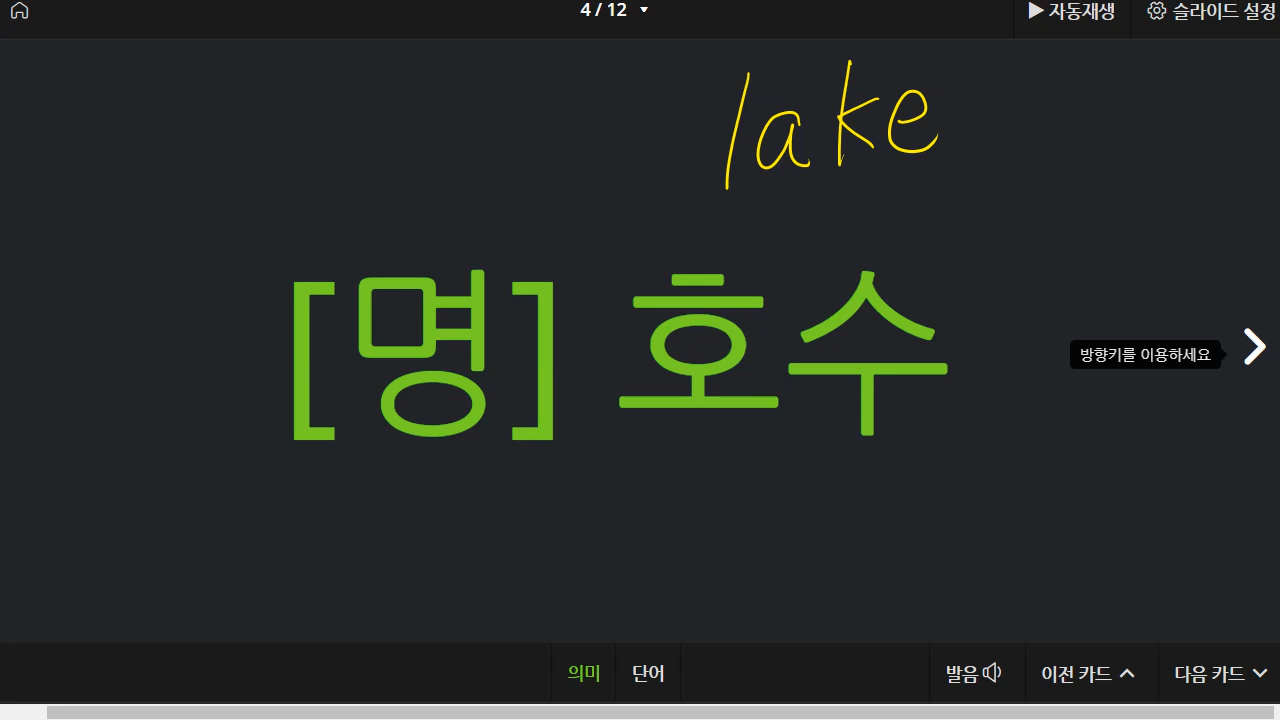 4 / 12
자동재생
슬라이드 설정
lake
[명] 호수
방향키를 이용하세요
의미
단어
발음
이전 카드
다음 카드